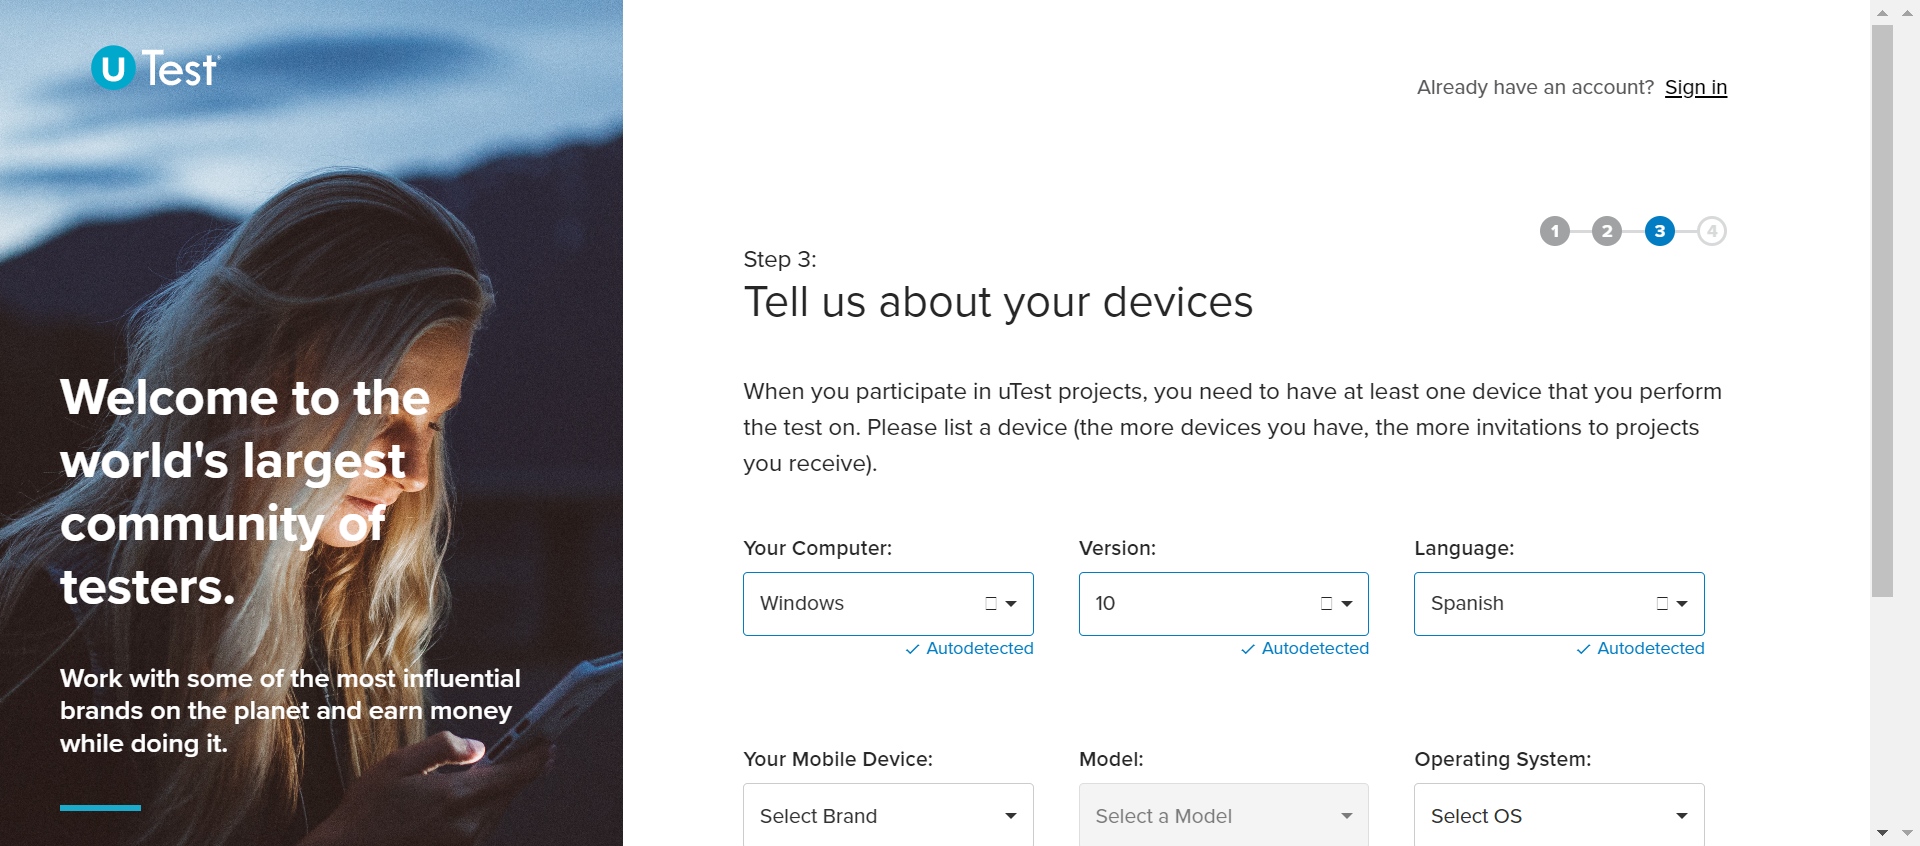 uTest
Welcome to the
world's largest
community of
testers.
Work with some of the most influential
brands on the planet and earn money
while doing it.
Already have an account? Sign in
1 2 3 4
Step 3:
Tell us about your devices
When you participate in uTest projects, you need to have at least one device that you perform
the test on. Please list a device (the more devices you have, the more invitations to projects
you receive).
Your Computer: Version: Language:
Windows 10 Spanish
Autodetected Autodetected Autodetected
Your Mobile Device: Model: Operating System:
Select Brand Select a Model Select OS